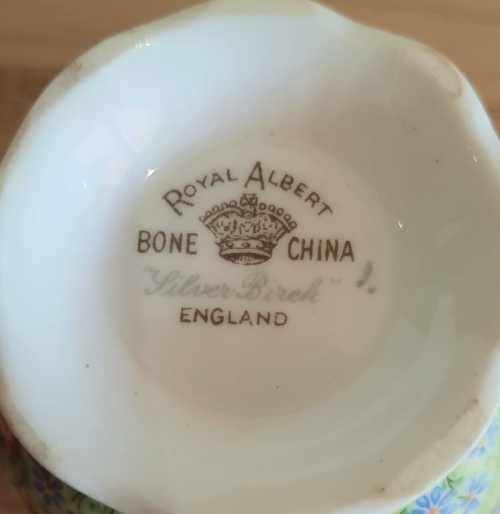 ROYAL ALBERT
BONE CHINA
"Silver Birch"
ENGLAND